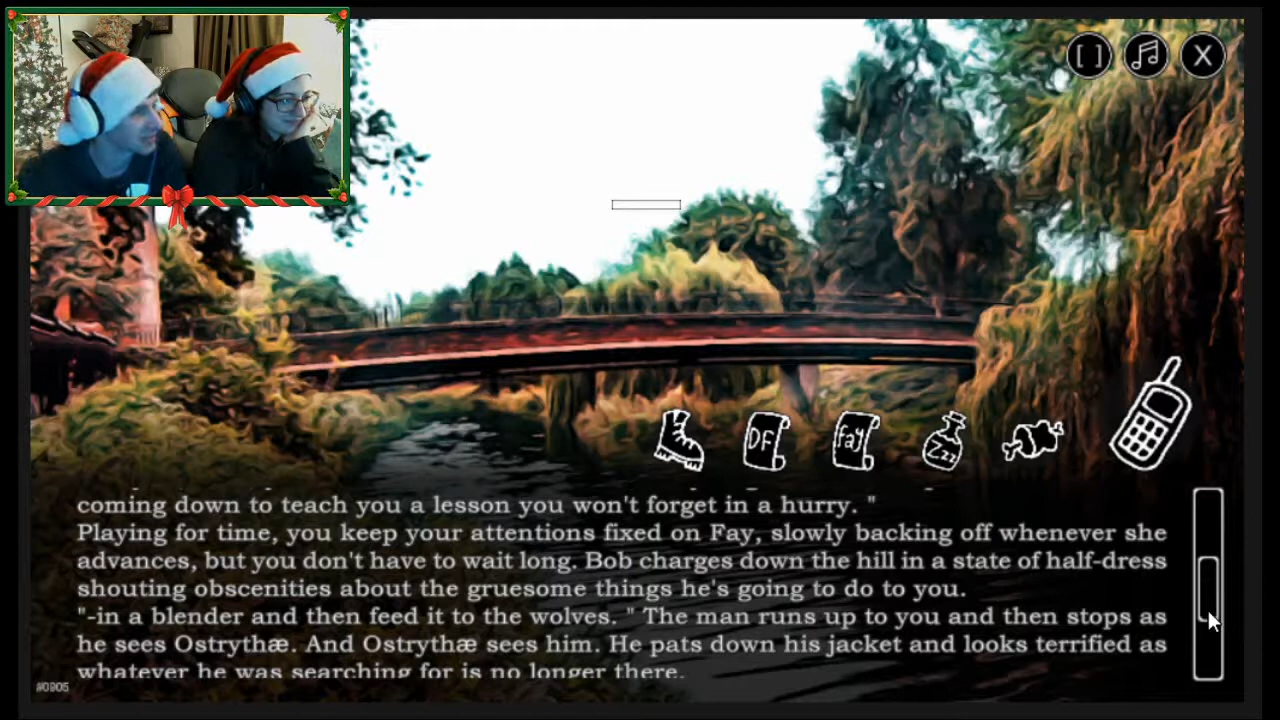 [ ]
X
DF
Fay
Zzz
coming down to teach you a lesson you won't forget in a hurry. "
Playing for time, you keep your attentions fixed on Fay, slowly backing off whenever she
advances, but you don't have to wait long. Bob charges down the hill in a state of half-dress
shouting obscenities about the gruesome things he's going to do to you.
"-in a blender and then feed it to the wolves. " The man runs up to you and then stops as
he sees Ostrythæ. And Ostrythæ sees him. He pats down his jacket and looks terrified as
whatever he was searching for is no longer there.
#0905